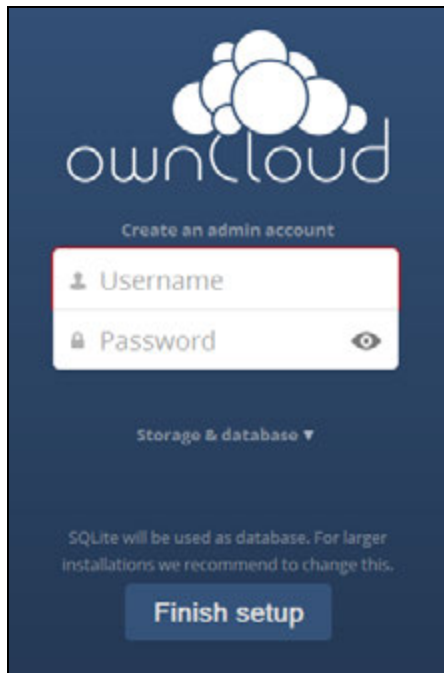 ownCloud
Create an admin account
Username
Password
Storage & database ▼
SQLite will be used as database. For larger
installations we recommend to change this.
Finish setup